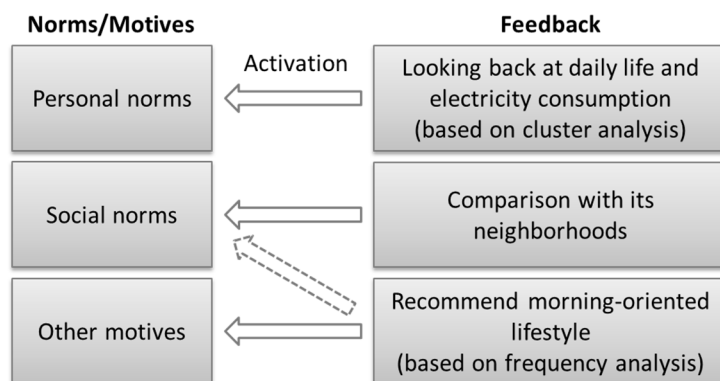 Norms/Motives
Feedback
Activation
Personal norms
Looking back at daily life and
electricity consumption
(based on cluster analysis)
Social norms
Comparison with its
neighborhoods
Other motives
Recommend morning-oriented
lifestyle
(based on frequency analysis)